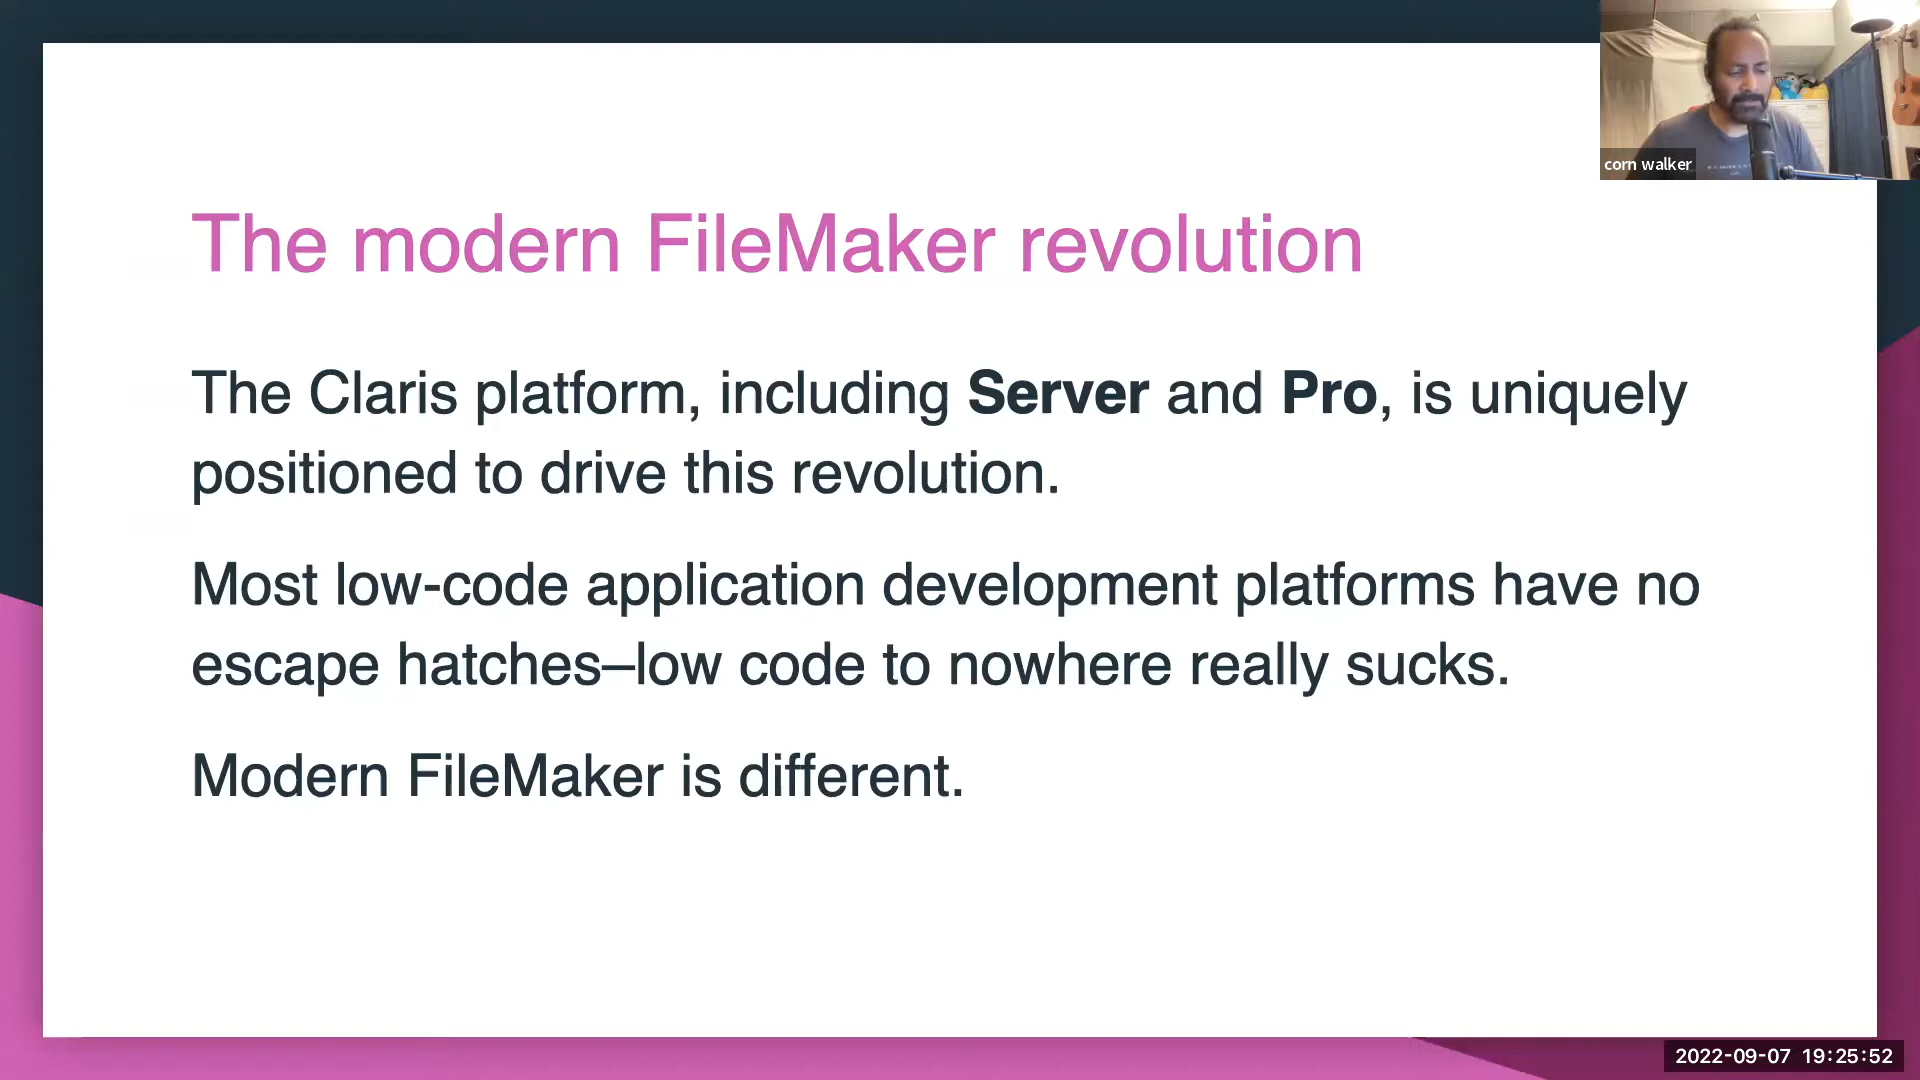 corn walker
The modern FileMaker revolution
The Claris platform, including Server and Pro, is uniquely
positioned to drive this revolution.
Most low-code application development platforms have no
escape hatches–low code to nowhere really sucks.
Modern FileMaker is different.
2022-09-07 19:25:52